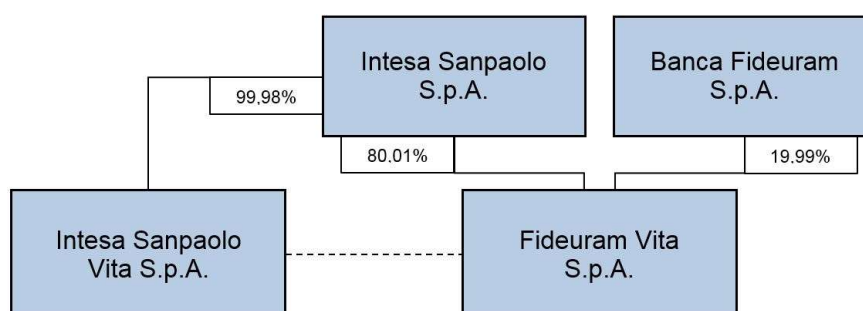 Intesa Sanpaolo
S.p.A.
Banca Fideuram
S.p.A.
99,98%
80,01%
19,99%
Intesa Sanpaolo
Vita S.p.A.
Fideuram Vita
S.p.A.